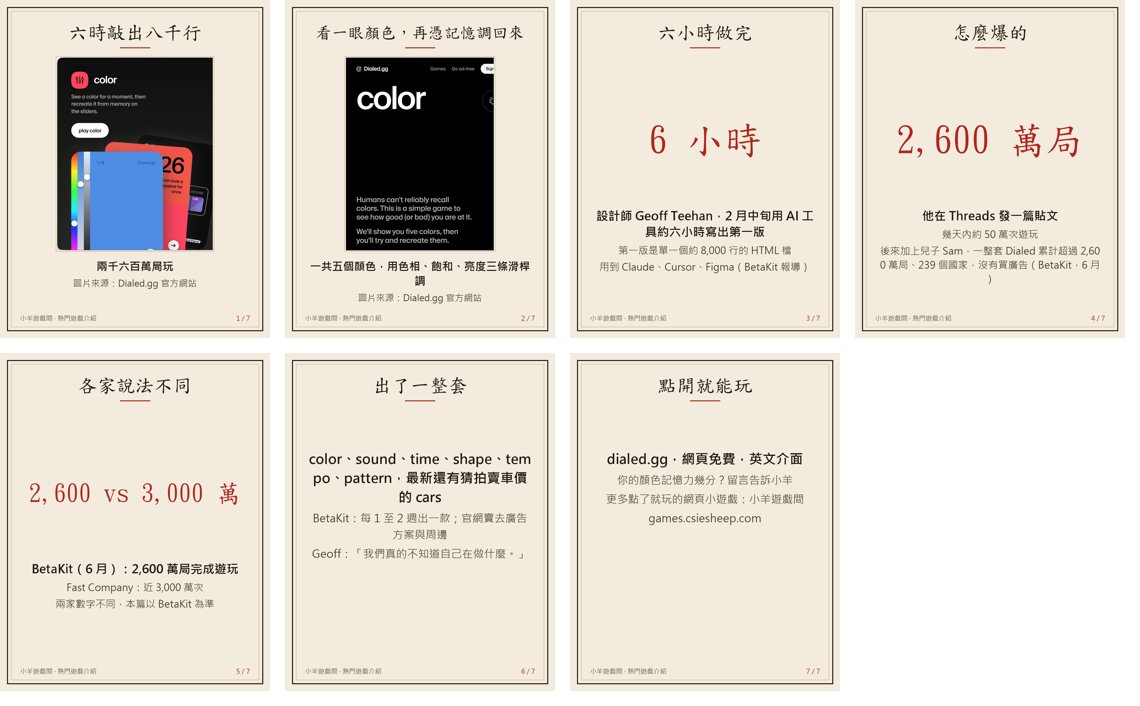 六時敲出八千行
color
See a color for a moment, then
recreate it from memory on
the sliders.
play color
26
兩千六百萬局玩
圖片來源：Dialed.gg 官方網站
小羊遊戲間 · 熱門遊戲介紹
1 / 7
看一眼顏色，再憑記憶調回來
Dialed.gg
Games
Go ad-free
color
Humans can't reliably recall
colors. This is a simple game to
see how good (or bad) you are at it.
We'll show you five colors, then
you'll try and recreate them.
一共五個顏色，用色相、飽和、亮度三條滑桿
調
圖片來源：Dialed.gg 官方網站
小羊遊戲間 · 熱門遊戲介紹
2 / 7
六小時做完
6 小時
設計師 Geoff Teehan，2 月中旬用 AI 工
具約六小時寫出第一版
第一版是單一個約 8,000 行的 HTML 檔
用到 Claude、Cursor、Figma（BetaKit 報導）
小羊遊戲間 · 熱門遊戲介紹
3 / 7
怎麼爆的
2,600 萬局
他在 Threads 發一篇貼文
幾天內約 50 萬次遊玩
後來加上兒子 Sam，一整套 Dialed 累計超過 2,60
0 萬局、239 個國家，沒有買廣告（BetaKit，6 月
）
小羊遊戲間 · 熱門遊戲介紹
4 / 7
各家說法不同
2,600 vs 3,000 萬
BetaKit（6 月）：2,600 萬局完成遊玩
Fast Company：近 3,000 萬次
兩家數字不同，本篇以 BetaKit 為準
小羊遊戲間 · 熱門遊戲介紹
5 / 7
出了一整套
color、sound、time、shape、tem
po、pattern，最新還有猜拍賣車價
的 cars
BetaKit：每 1 至 2 週出一款；官網賣去廣告
方案與周邊
Geoff：「我們真的不知道自己在做什麼。」
小羊遊戲間 · 熱門遊戲介紹
6 / 7
點開就能玩
dialed.gg，網頁免費，英文介面
你的顏色記憶力幾分？留言告訴小羊
更多點了就玩的網頁小遊戲：小羊遊戲間
games.csiesheep.com
小羊遊戲間 · 熱門遊戲介紹
7 / 7